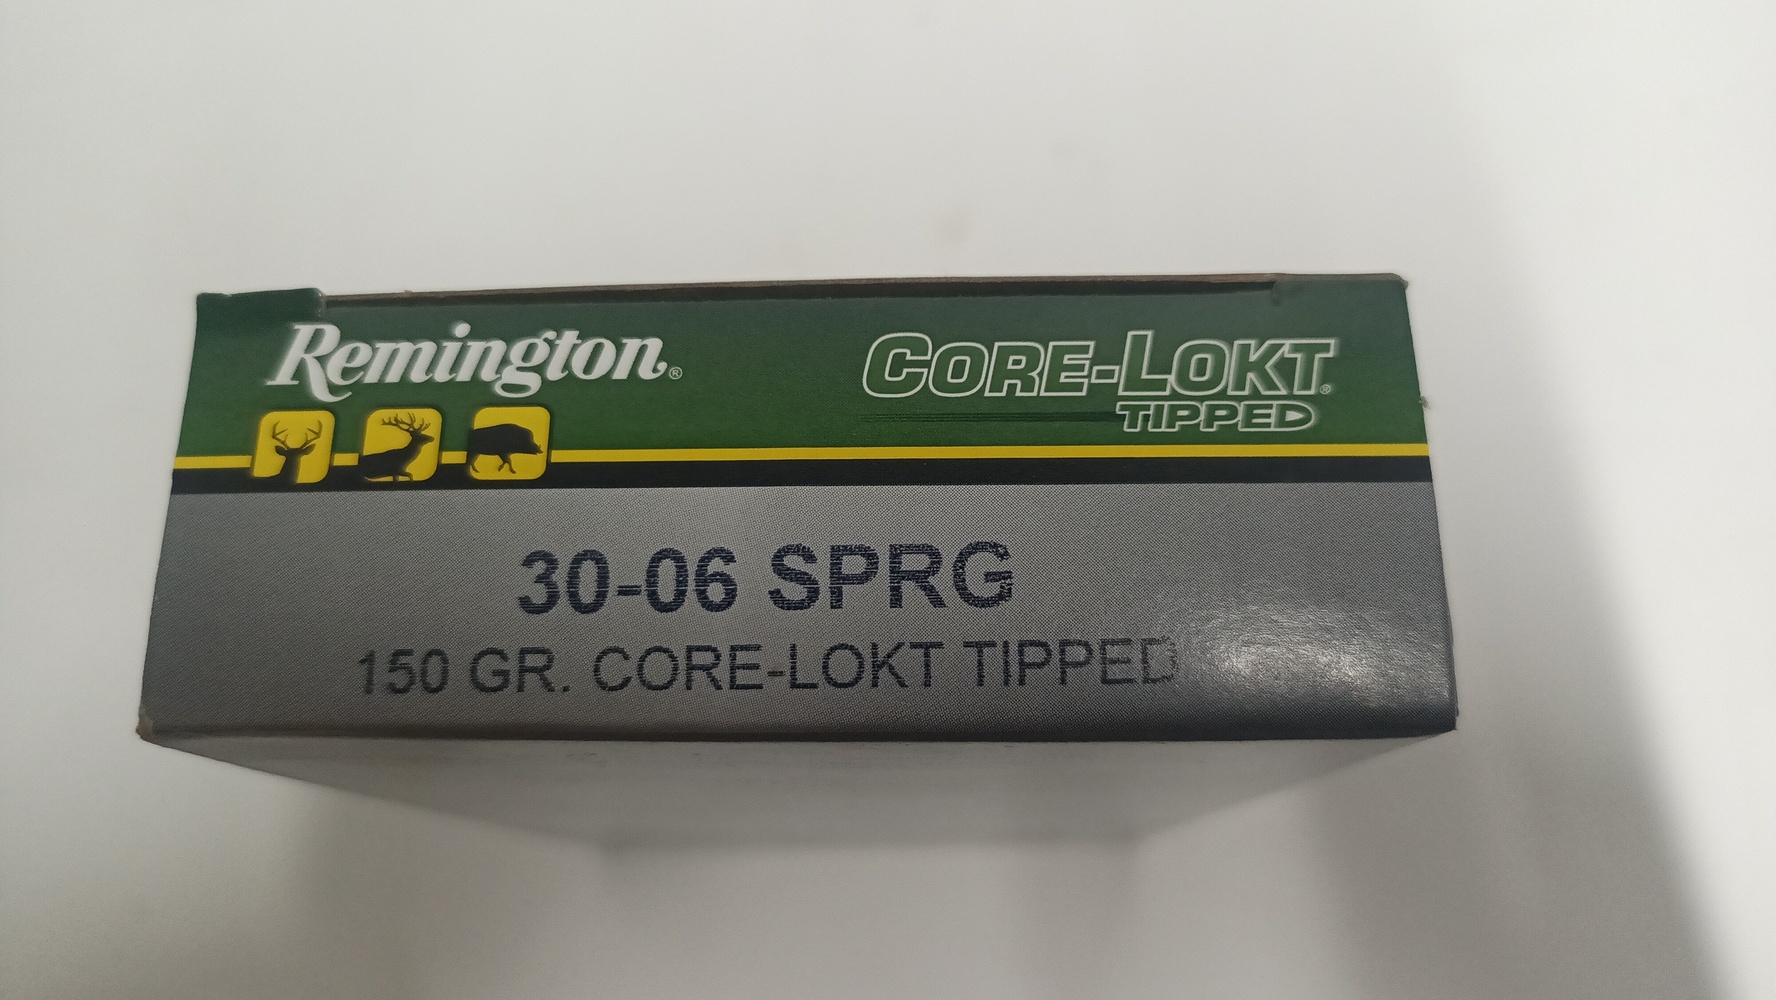 Remington®
CORE-LOKT®
TIPPED
30-06 SPRG
150 GR. CORE-LOKT TIPPED